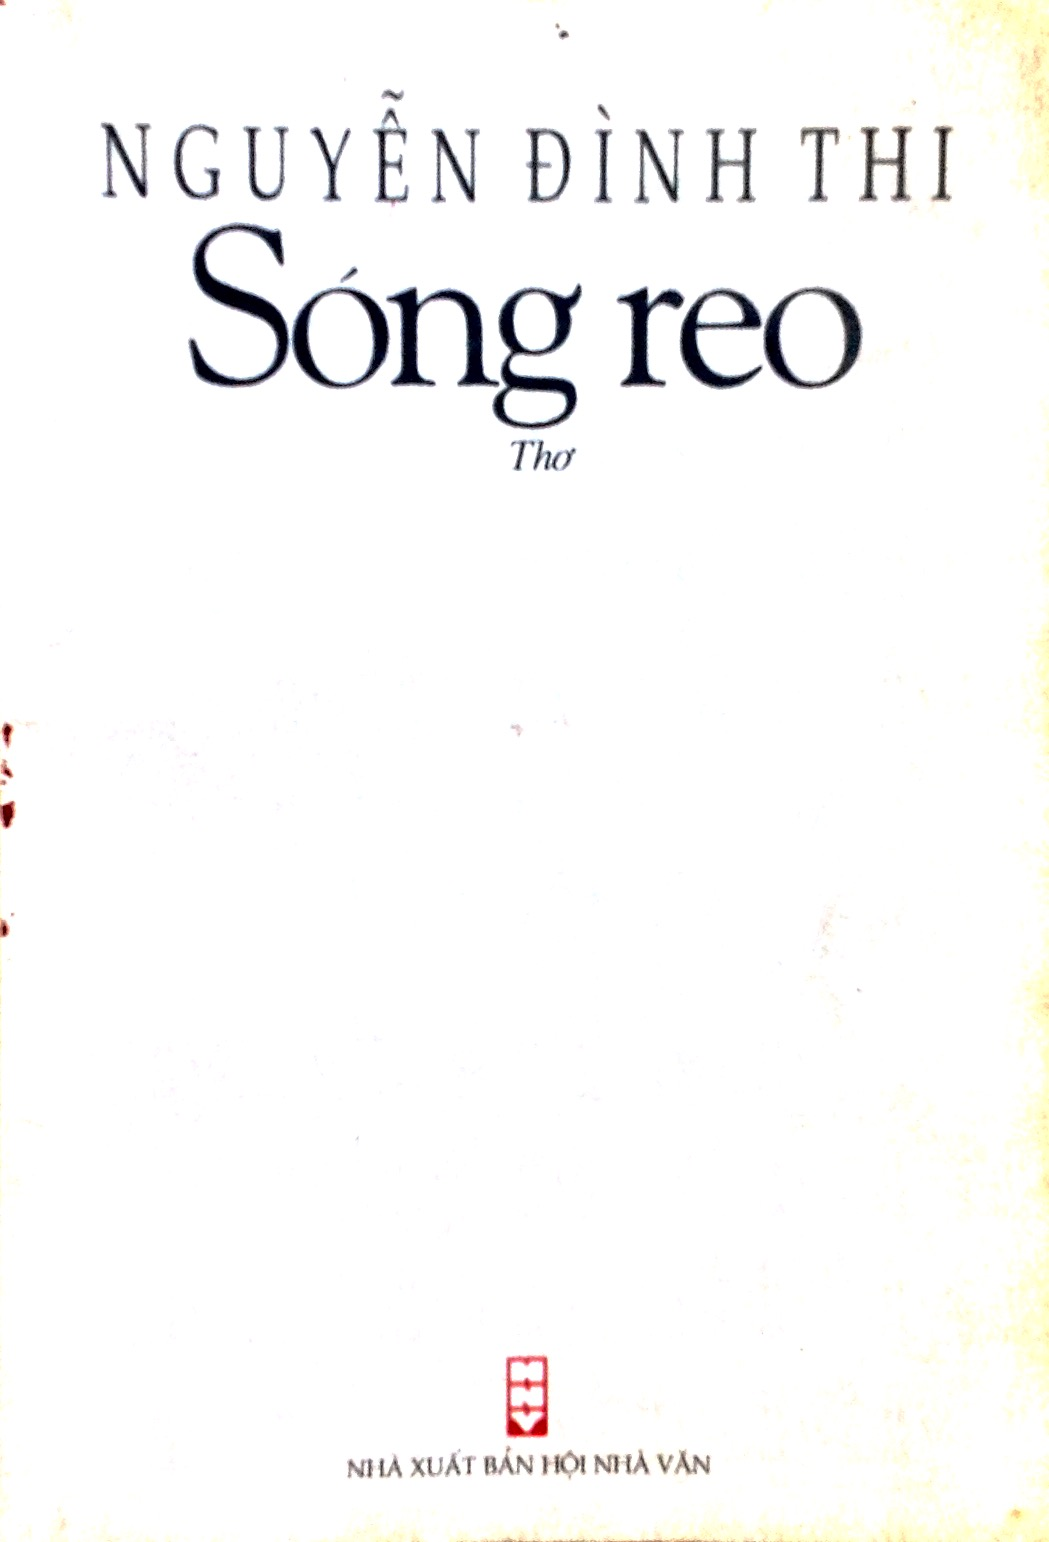 NGUYỄN ĐÌNH THI
Sóng reo
Thơ
NHÀ XUẤT BẢN HỘI NHÀ VĂN